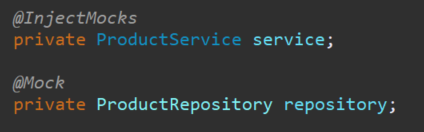 @InjectMocks
private ProductService service;
@Mock
private ProductRepository repository;